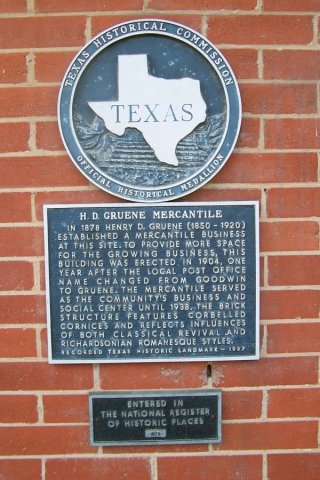 TEXAS HISTORICAL COMMISSION
TEXAS
OFFICIAL HISTORICAL MEDALLION
H. D. GRUENE MERCANTILE
IN 1878 HENRY D. GRUENE (1850-1920)
ESTABLISHED A MERCANTILE BUSINESS
AT THIS SITE. TO PROVIDE MORE SPACE
FOR THE GROWING BUSINESS, THIS
BUILDING WAS ERECTED IN 1904, ONE
YEAR AFTER THE LOCAL POST OFFICE
NAME CHANGED FROM GOODWIN
TO GRUENE. THE MERCANTILE SERVED
AS THE COMMUNITY'S BUSINESS AND
SOCIAL CENTER UNTIL 1938. THE BRICK
STRUCTURE FEATURES CORBELLED
CORNICES AND REFLECTS INFLUENCES
OF BOTH CLASSICAL REVIVAL AND
RICHARDSONIAN ROMANESQUE STYLES.
RECORDED TEXAS HISTORIC LANDMARK - 1987
ENTERED IN
THE NATIONAL REGISTER
OF HISTORIC PLACES